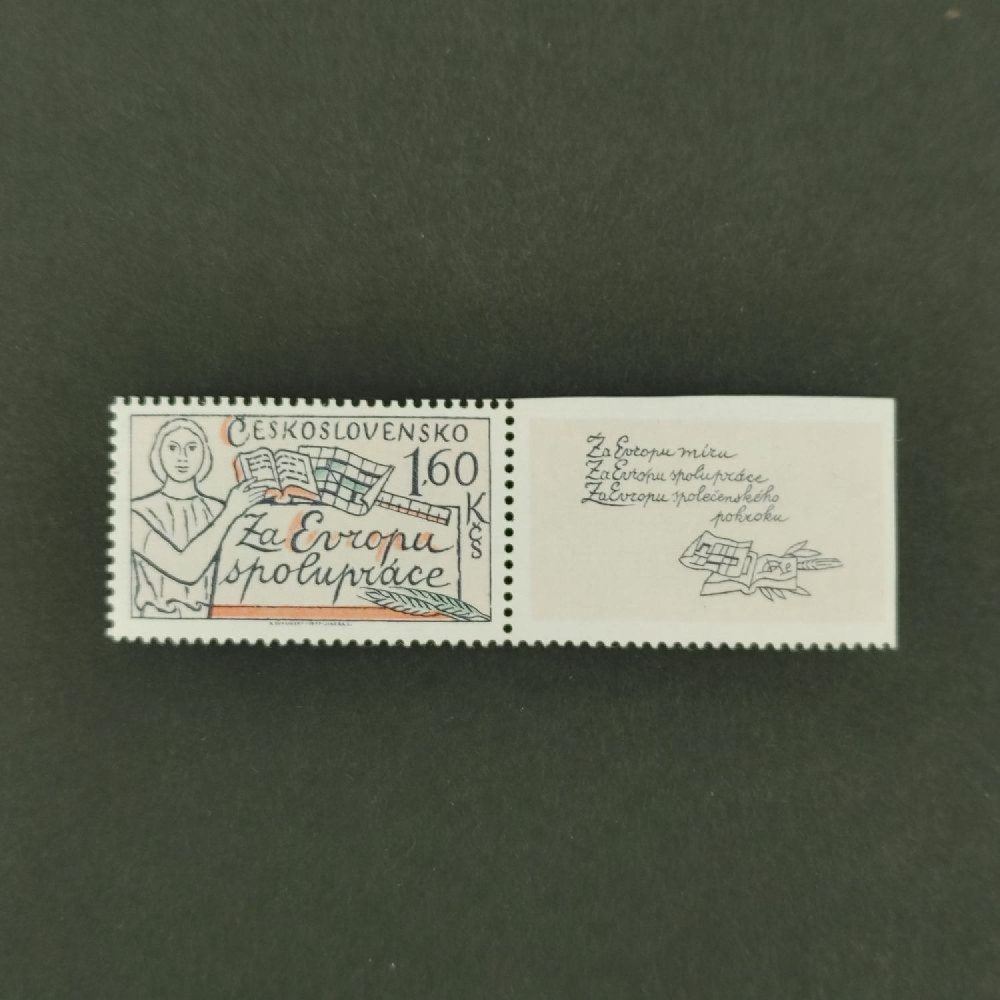 ČESKOSLOVENSKO
1,60
Kčs
Za Evropu
spolupráce
Za Evropu míru
Za Evropu spolupráce
Za Evropu společenského
pokroku